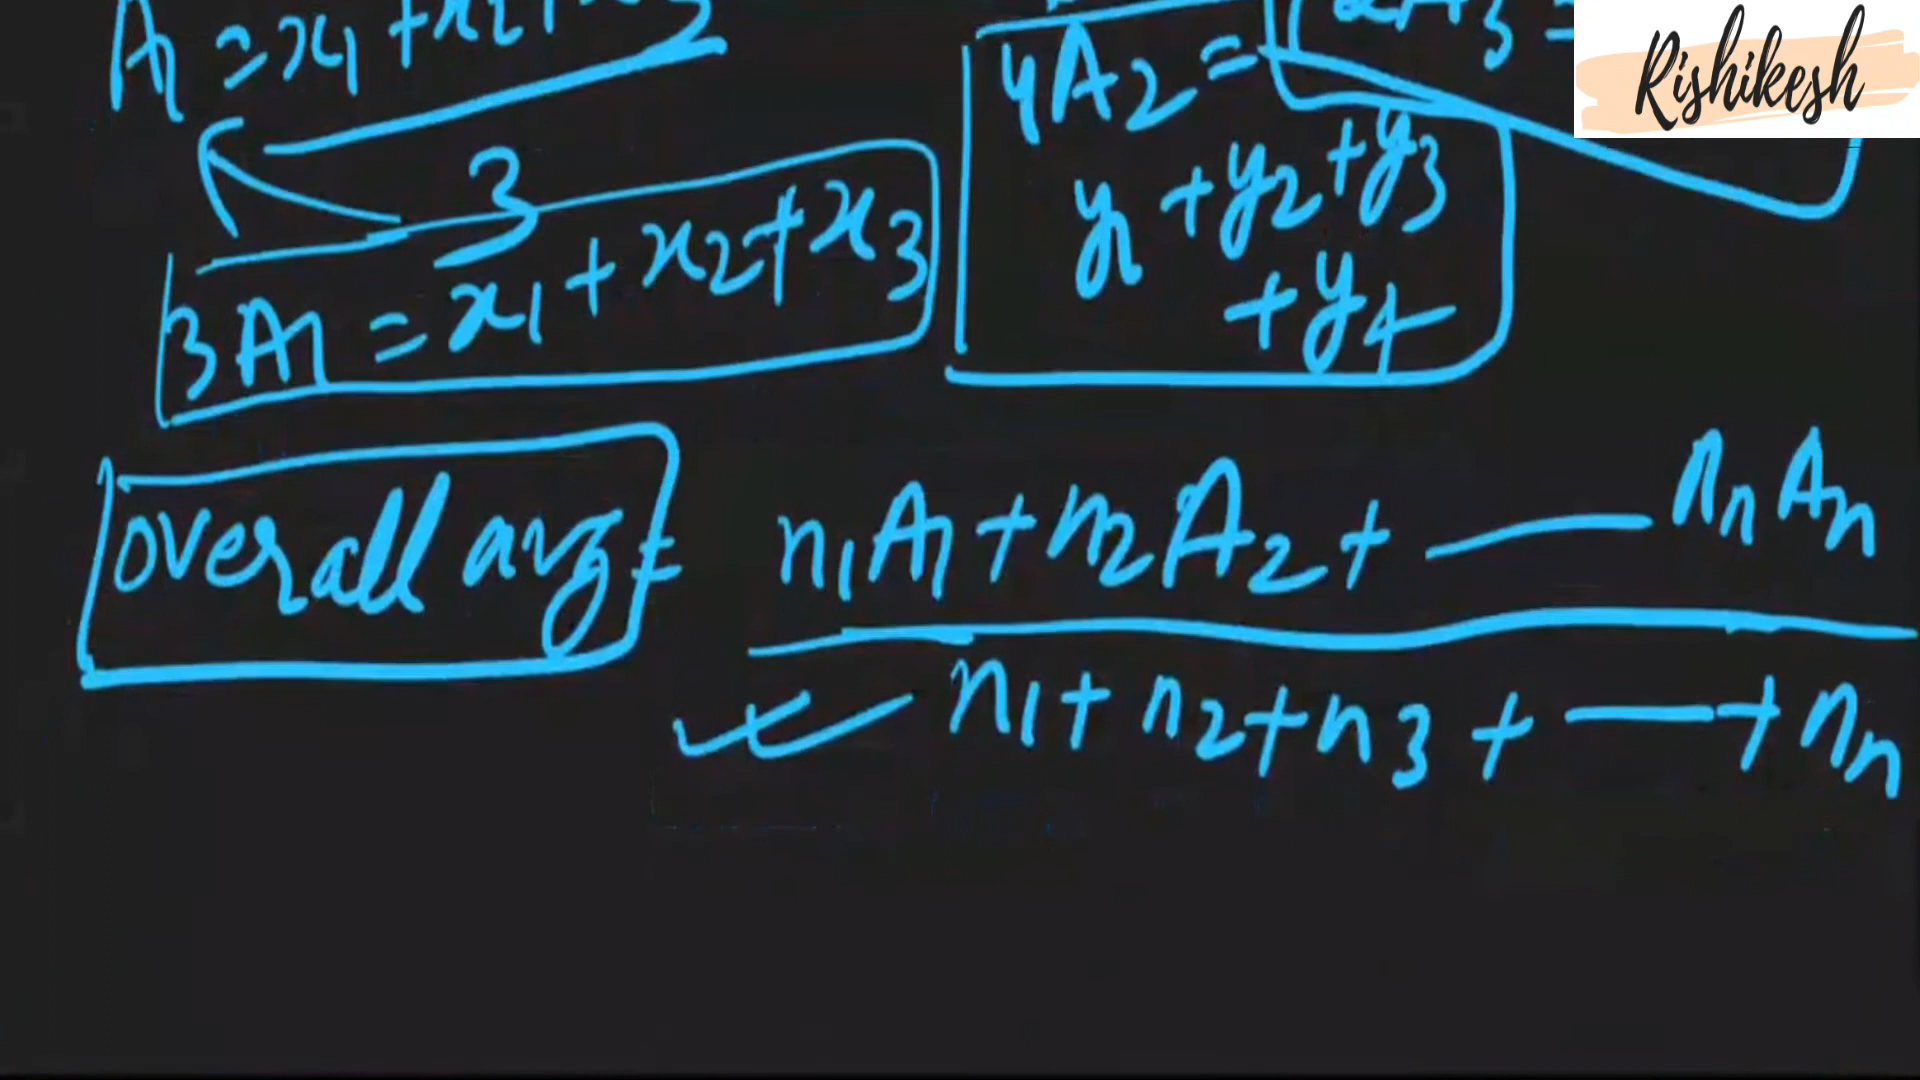 A1 = x1 + x2 + x3
3
3A1 = x1 + x2 + x3
4A2 =
y1 + y2 + y3
+ y4
Rishikesh
overall avg = n1A1 + n2A2 + — nnAn
n1 + n2 + n3 + — + nn